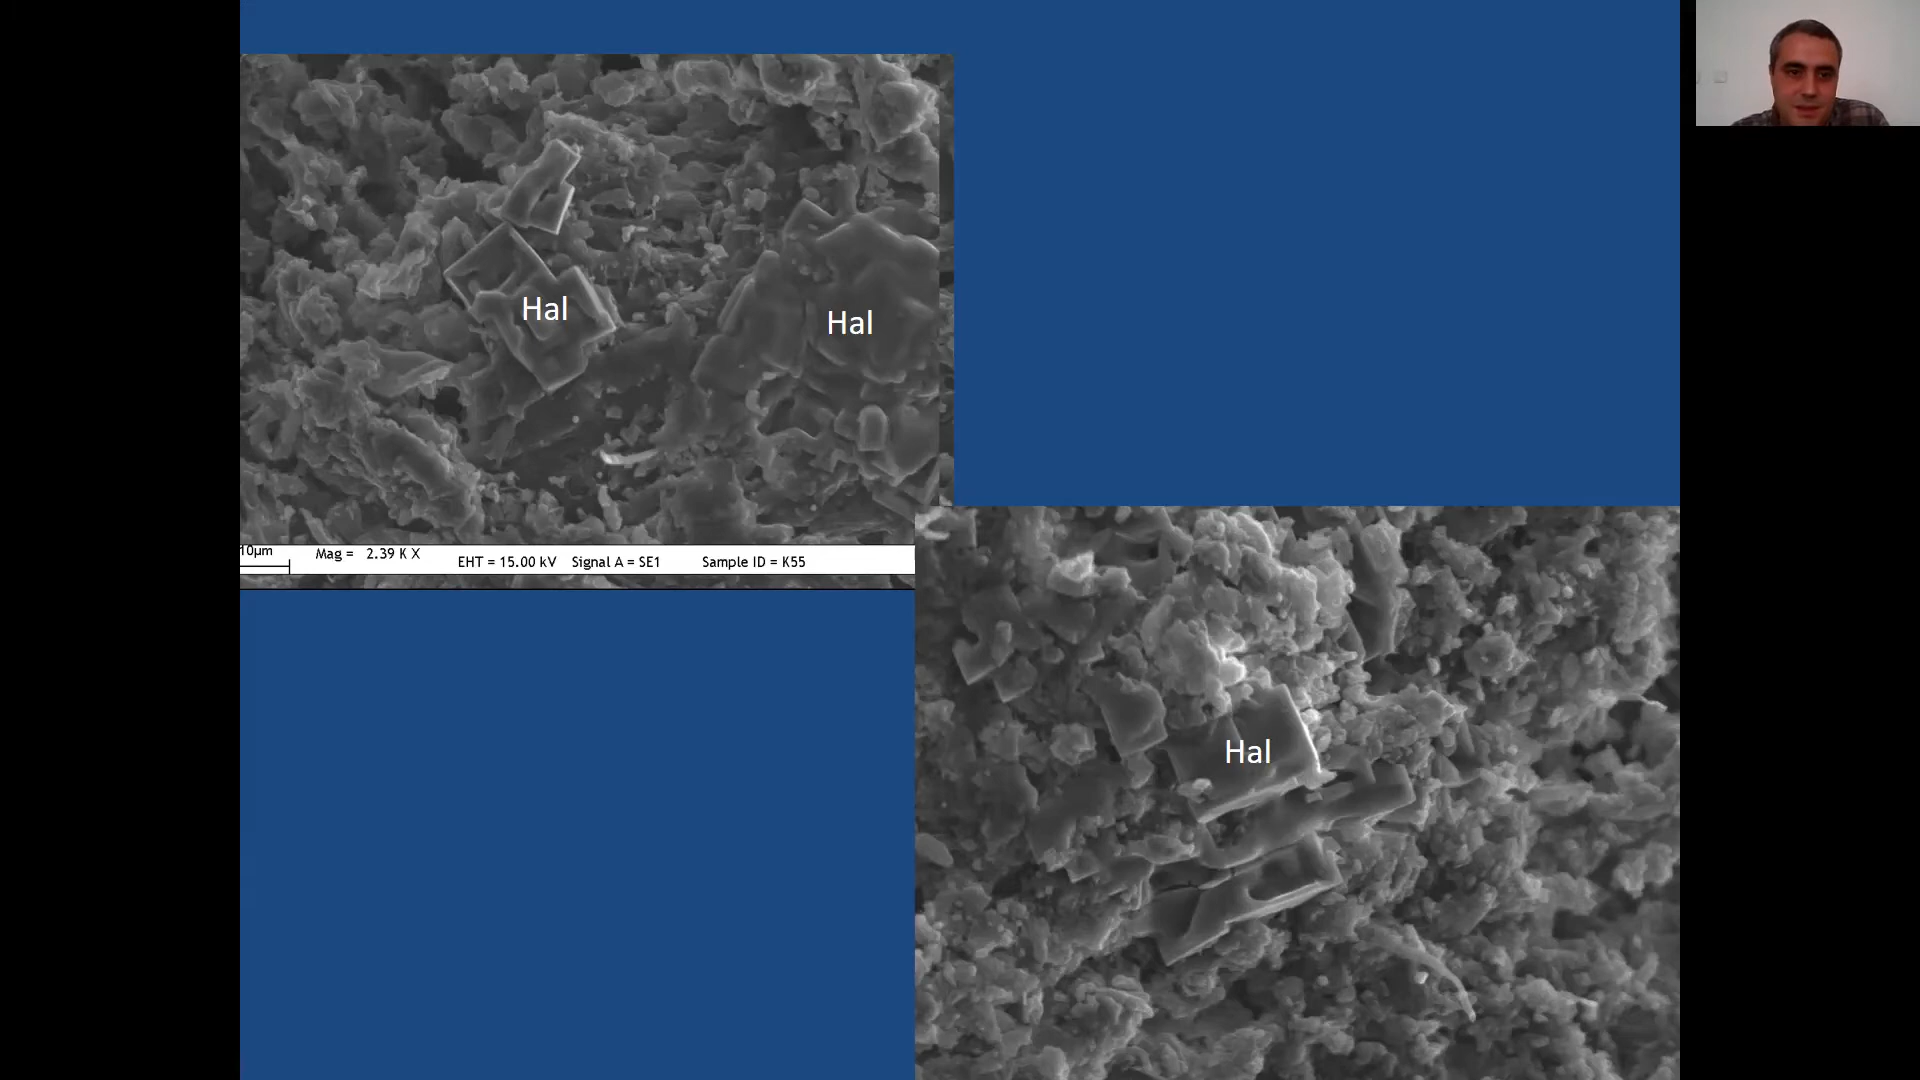 Hal
Hal
10µm
Mag = 2.39 K X
EHT = 15.00 kV Signal A = SE1 Sample ID = K55
Hal